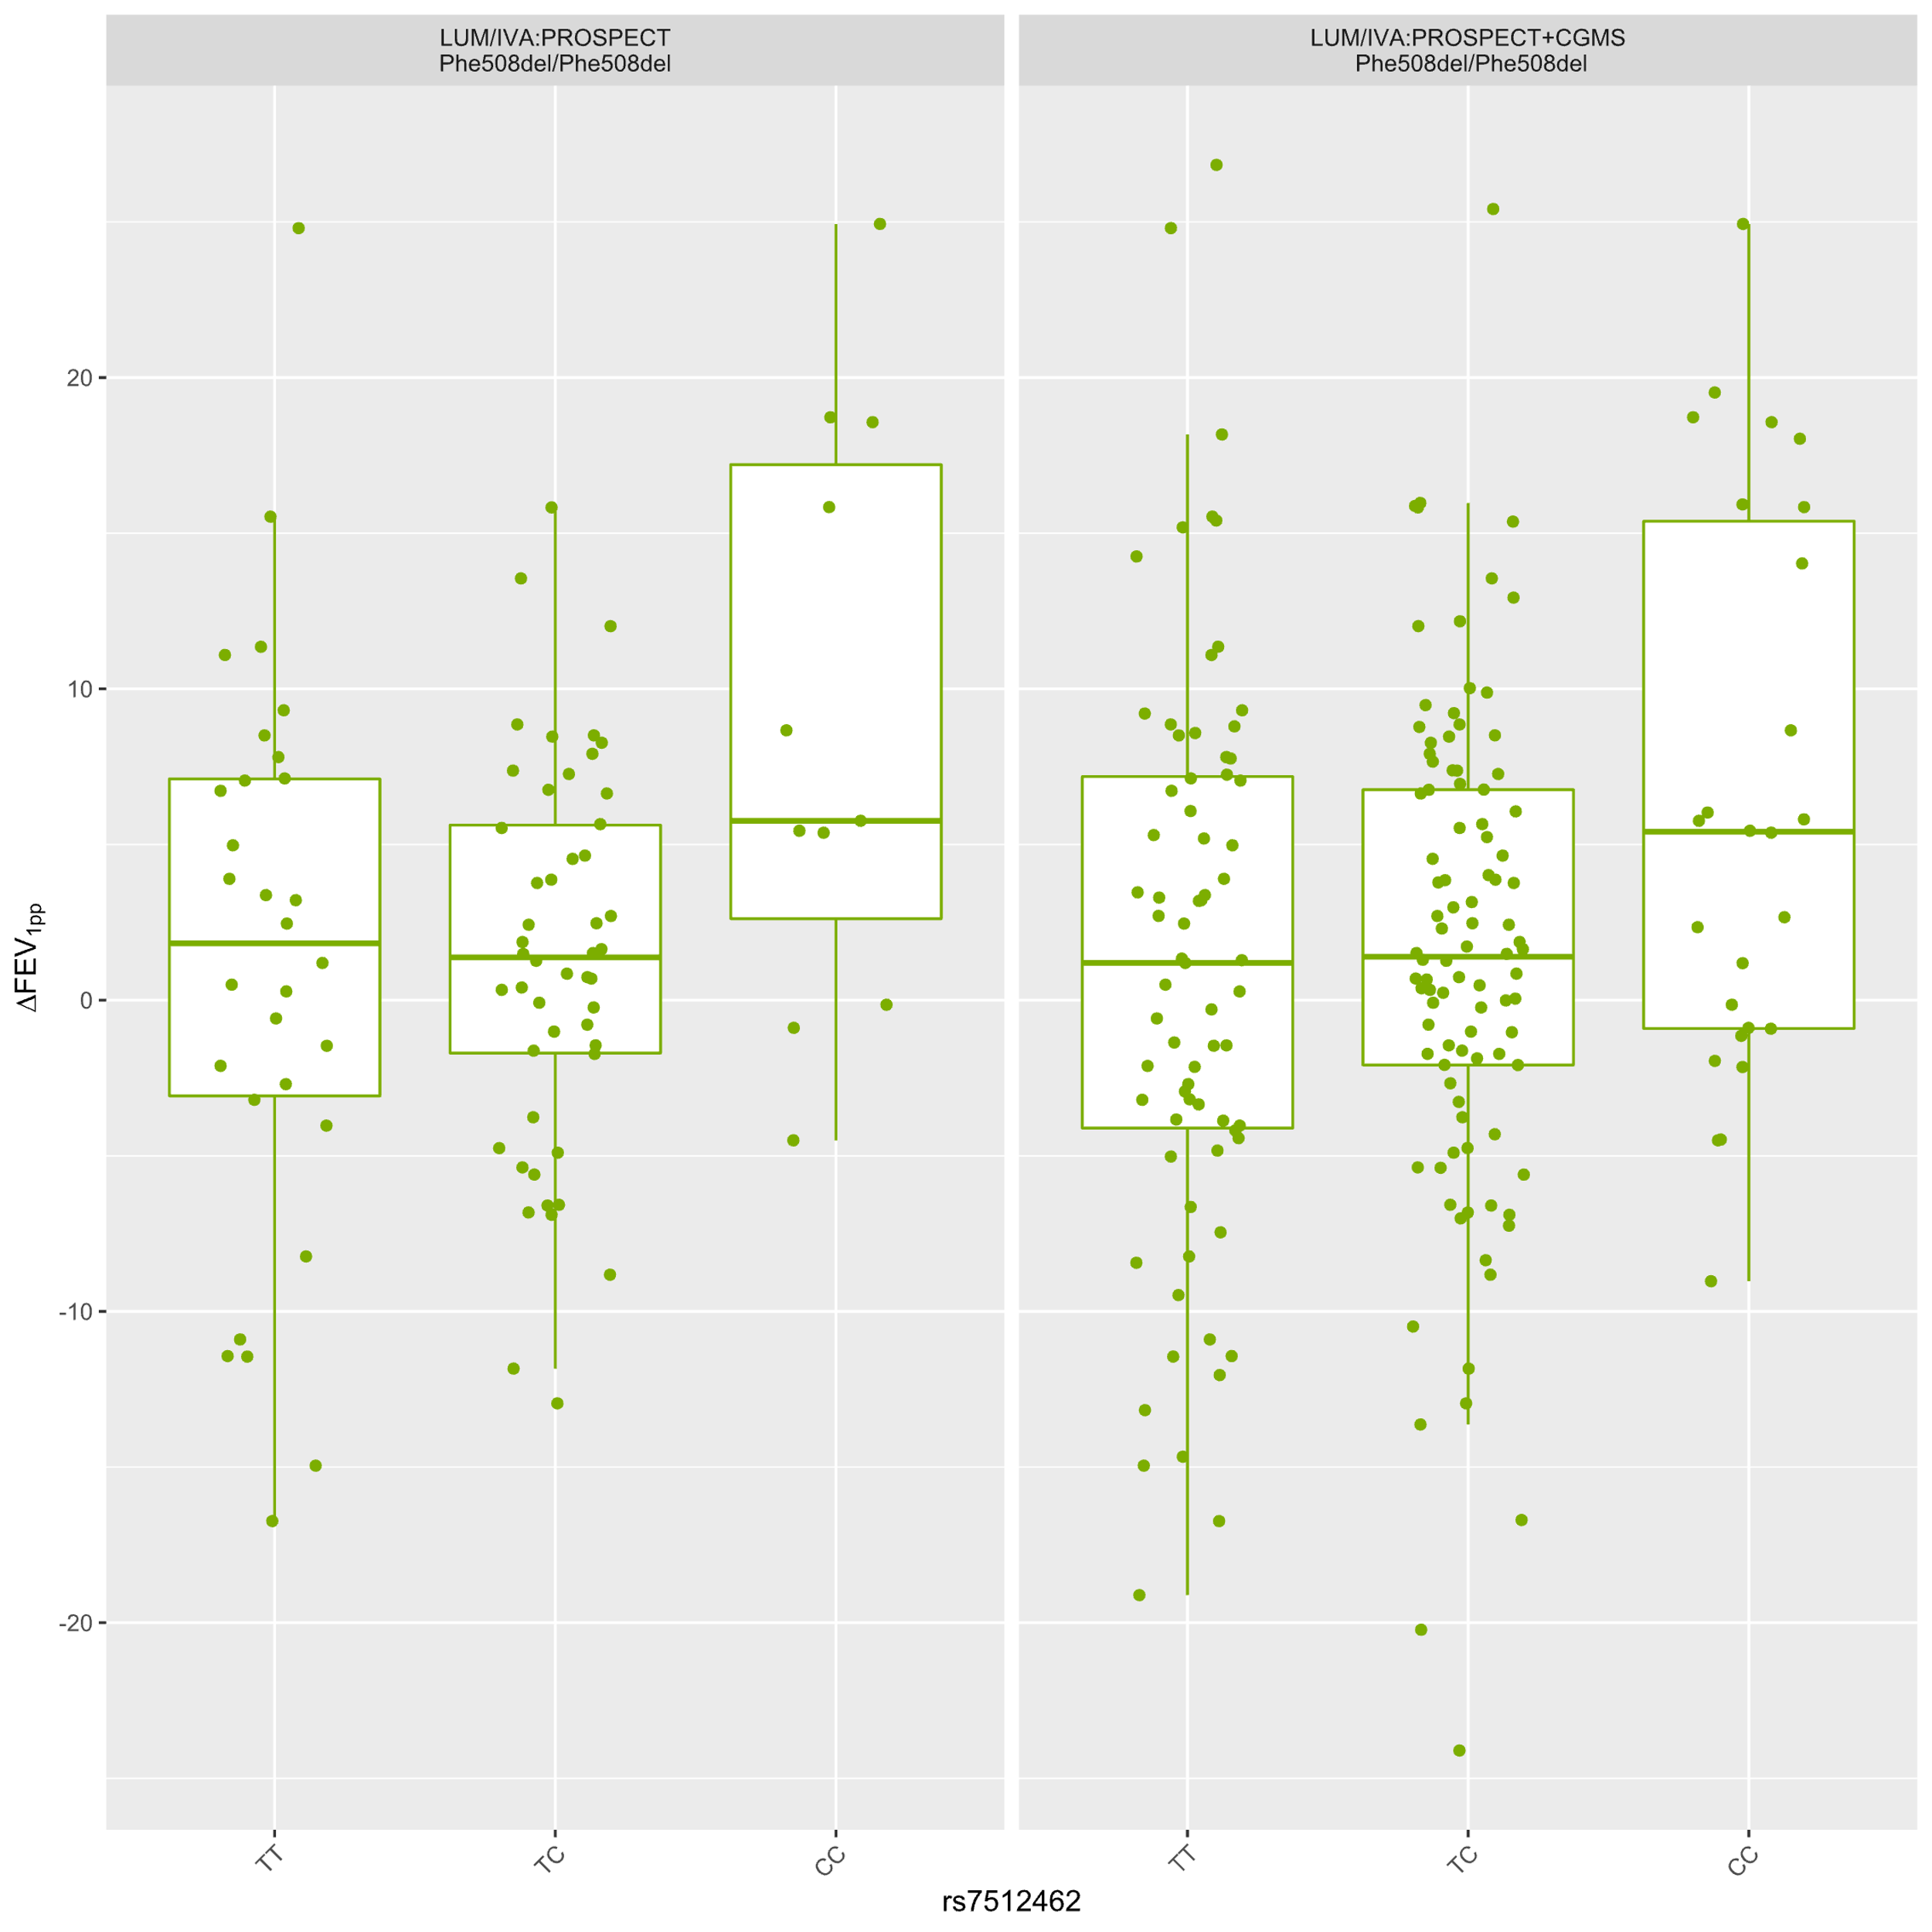 LUM/IVA:PROSPECT
Phe508del/Phe508del
LUM/IVA:PROSPECT+CGMS
Phe508del/Phe508del
ΔFEV1pp
20
10
0
-10
-20
TT
TC
CC
TT
TC
CC
rs7512462